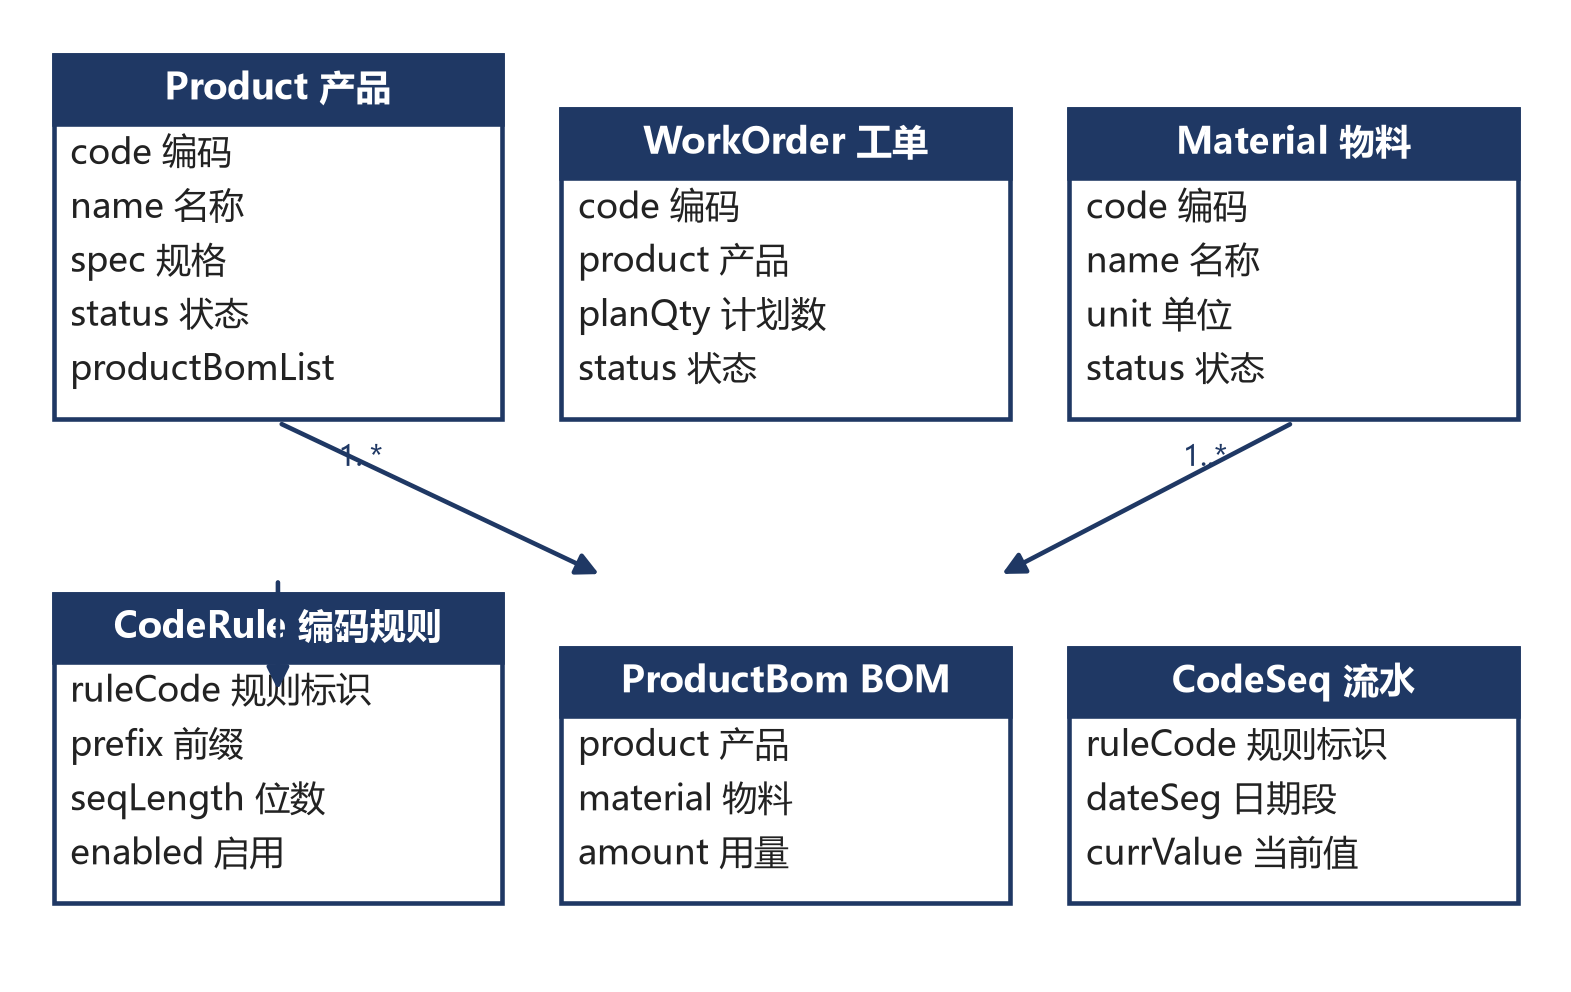 Product 产品
code 编码
name 名称
spec 规格
status 状态
productBomList
WorkOrder 工单
code 编码
product 产品
planQty 计划数
status 状态
Material 物料
code 编码
name 名称
unit 单位
status 状态
1..*
1..*
CodeRule 编码规则
ruleCode 规则标识
prefix 前缀
seqLength 位数
enabled 启用
ProductBom BOM
product 产品
material 物料
amount 用量
CodeSeq 流水
ruleCode 规则标识
dateSeg 日期段
currValue 当前值